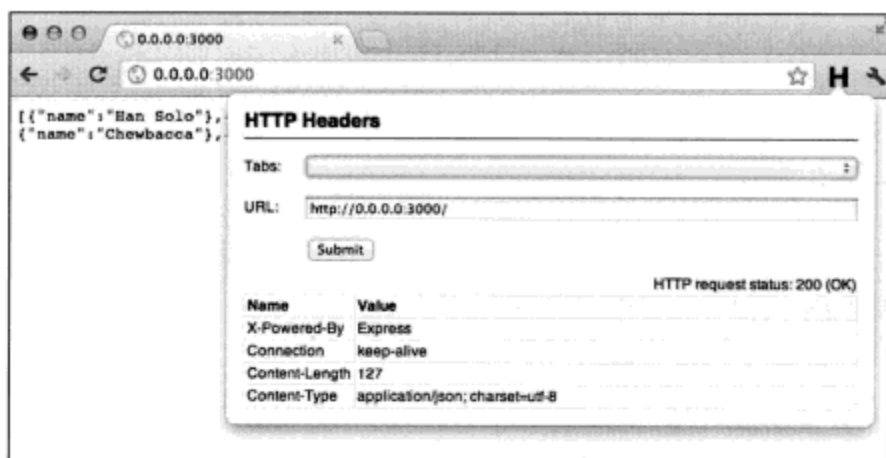 0.0.0.0:3000
0.0.0.0:3000
H
[{"name":"Han Solo"},
{"name":"Chewbacca"},
HTTP Headers
Tabs:
URL: http://0.0.0.0:3000/
Submit
HTTP request status: 200 (OK)
Name Value
X-Powered-By Express
Connection keep-alive
Content-Length 127
Content-Type application/json; charset=utf-8